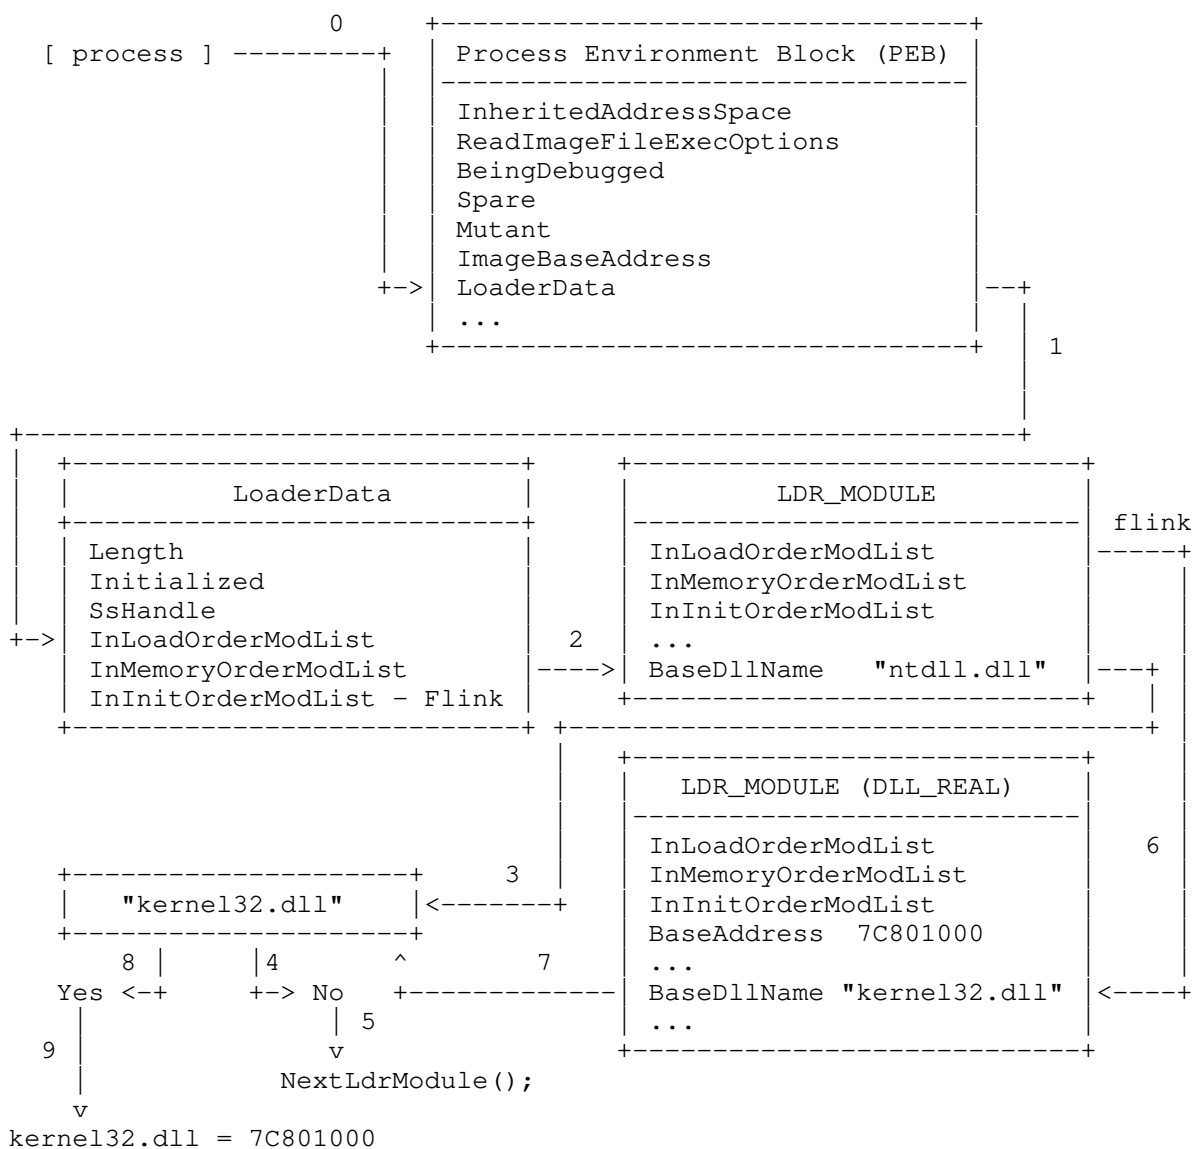 0
[ process ]
Process Environment Block (PEB)
InheritedAddressSpace
ReadImageFileExecOptions
BeingDebugged
Spare
Mutant
ImageBaseAddress
LoaderData
...
1
LoaderData
Length
Initialized
SsHandle
InLoadOrderModList
InMemoryOrderModList
InInitOrderModList - Flink
2
LDR_MODULE
flink
InLoadOrderModList
InMemoryOrderModList
InInitOrderModList
...
BaseDllName "ntdll.dll"
LDR_MODULE (DLL_REAL)
InLoadOrderModList
InMemoryOrderModList
InInitOrderModList
BaseAddress 7C801000
...
BaseDllName "kernel32.dll"
...
6
3
"kernel32.dll"
8
4
7
Yes
No
5
9
NextLdrModule();
kernel32.dll = 7C801000